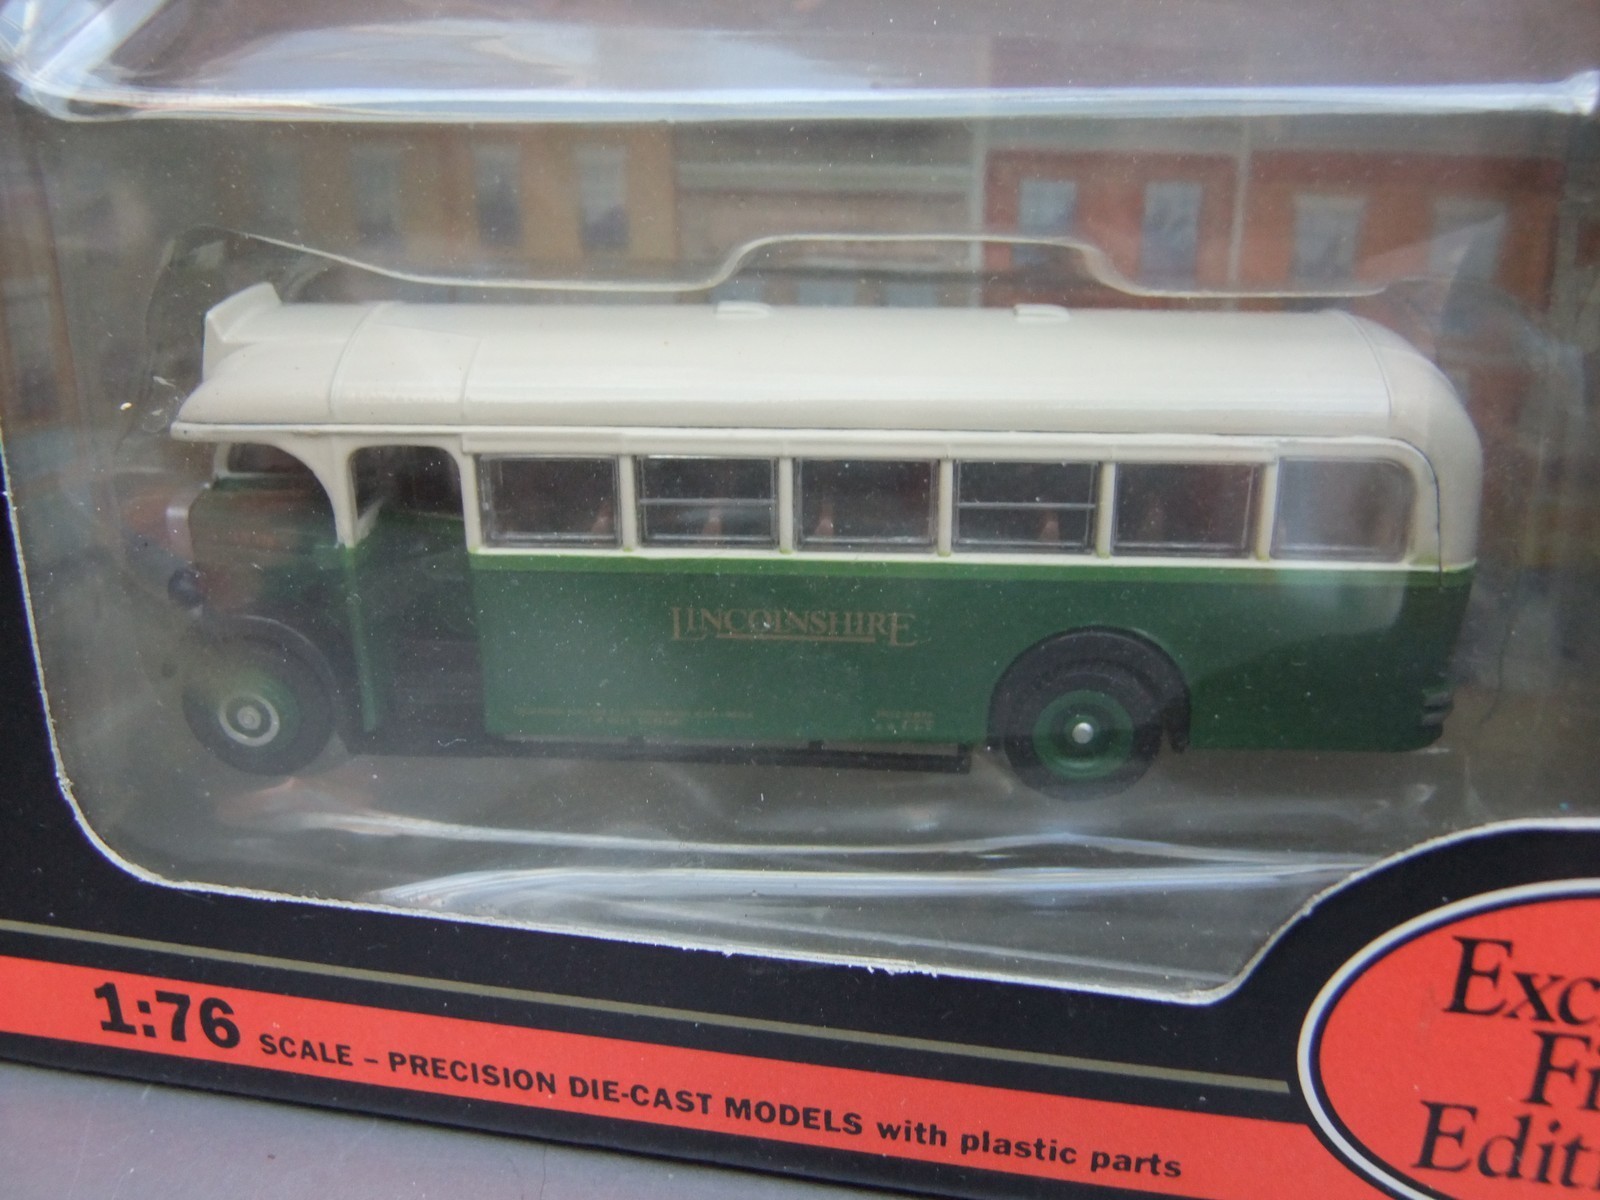 LINCOLNSHIRE
1:76 SCALE – PRECISION DIE-CAST MODELS with plastic parts
Exc
Fi
Edit